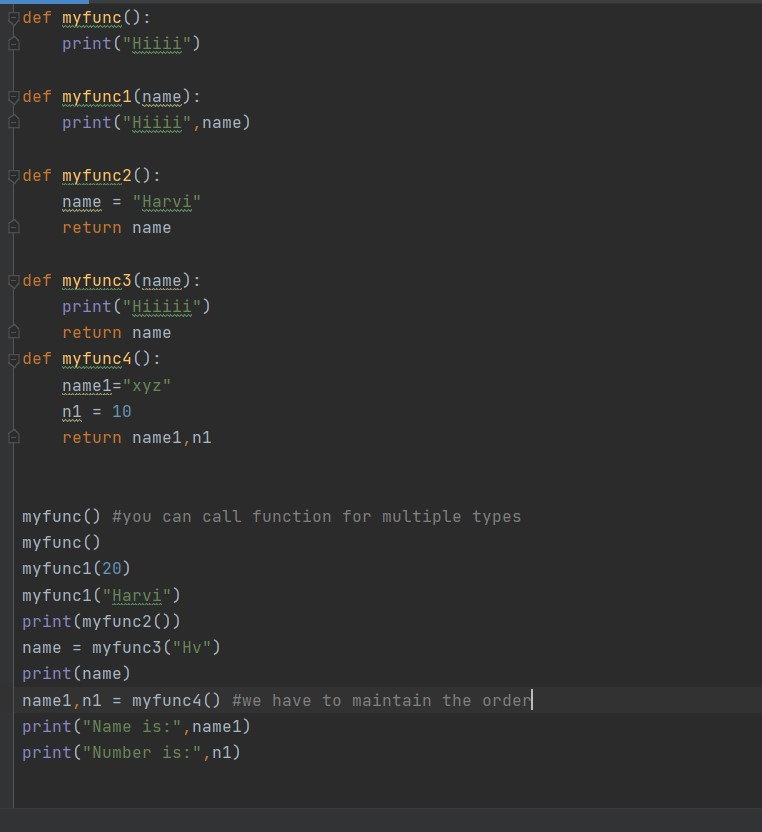 def myfunc():
    print("Hiiii")

def myfunc1(name):
    print("Hiiii",name)

def myfunc2():
    name = "Harvi"
    return name

def myfunc3(name):
    print("Hiiiii")
    return name
def myfunc4():
    name1="xyz"
    n1 = 10
    return name1,n1


myfunc() #you can call function for multiple types
myfunc()
myfunc1(20)
myfunc1("Harvi")
print(myfunc2())
name = myfunc3("Hv")
print(name)
name1,n1 = myfunc4() #we have to maintain the order
print("Name is:",name1)
print("Number is:",n1)